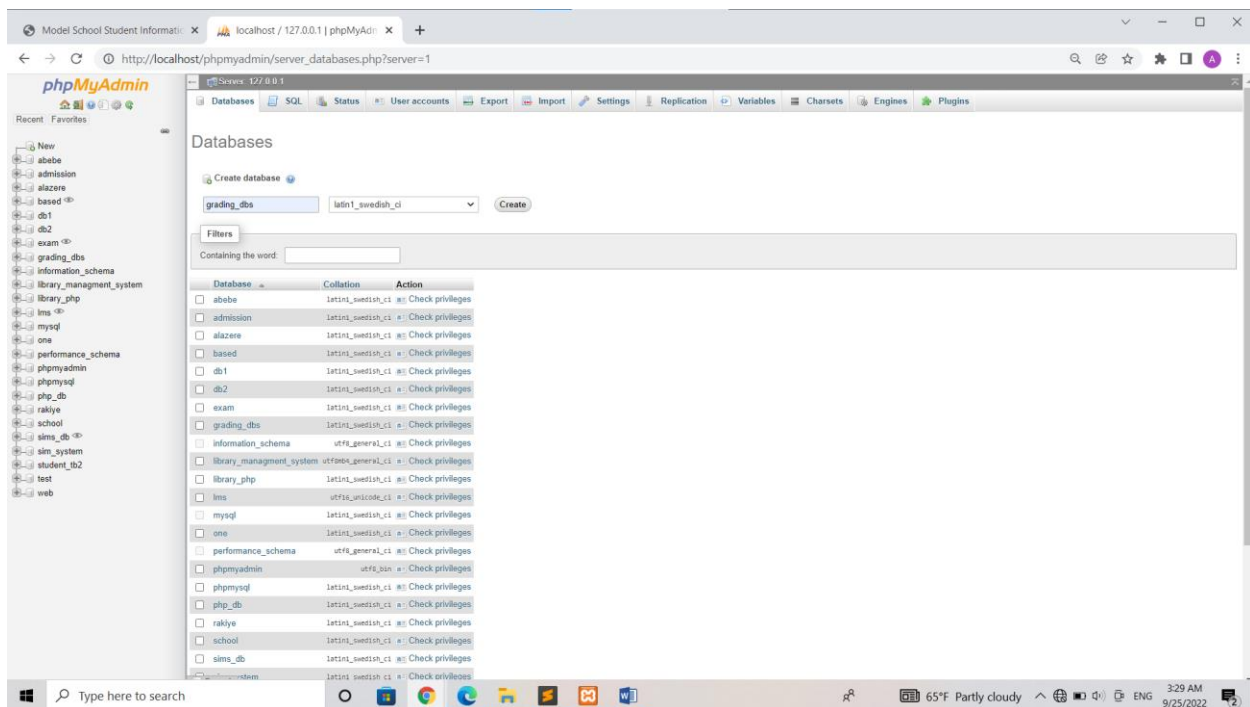 Model School Student Informatic
localhost / 127.0.0.1 | phpMyAdn
http://localhost/phpmyadmin/server_databases.php?server=1
A
phpMyAdmin
Recent Favorites
New
abebe
admission
alazere
based
db1
db2
exam
grading_dbs
information_schema
library_managment_system
library_php
lms
mysql
one
performance_schema
phpmyadmin
phpmysql
php_db
rakiye
school
sims_db
sim_system
student_tb2
test
web
Server: 127.0.0.1
Databases SQL Status User accounts Export Import Settings Replication Variables Charsets Engines Plugins
Databases
Create database
grading_dbs latin1_swedish_ci Create
Filters
Containing the word:
Database Collation Action
abebe latin1_swedish_ci Check privileges
admission latin1_swedish_ci Check privileges
alazere latin1_swedish_ci Check privileges
based latin1_swedish_ci Check privileges
db1 latin1_swedish_ci Check privileges
db2 latin1_swedish_ci Check privileges
exam latin1_swedish_ci Check privileges
grading_dbs latin1_swedish_ci Check privileges
information_schema utf8_general_ci Check privileges
library_managment_system utf8mb4_general_ci Check privileges
library_php latin1_swedish_ci Check privileges
lms utf16_unicode_ci Check privileges
mysql latin1_swedish_ci Check privileges
one latin1_swedish_ci Check privileges
performance_schema utf8_general_ci Check privileges
phpmyadmin utf8_bin Check privileges
phpmysql latin1_swedish_ci Check privileges
php_db latin1_swedish_ci Check privileges
rakiye latin1_swedish_ci Check privileges
school latin1_swedish_ci Check privileges
sims_db latin1_swedish_ci Check privileges
latin1_swedish_ci Check privileges
Type here to search
65°F Partly cloudy
ENG
3:29 AM
9/25/2022
2